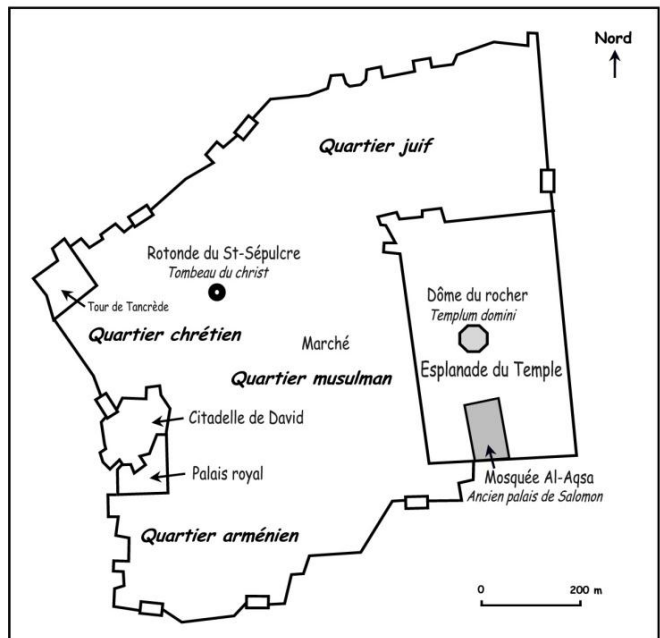 Nord
Quartier juif
Rotonde du St-Sépulcre
Tombeau du christ
Tour de Tancrède
Dôme du rocher
Templum domini
Quartier chrétien
Marché
Esplanade du Temple
Quartier musulman
Citadelle de David
Palais royal
Mosquée Al-Aqsa
Ancien palais de Salomon
Quartier arménien
0 200 m